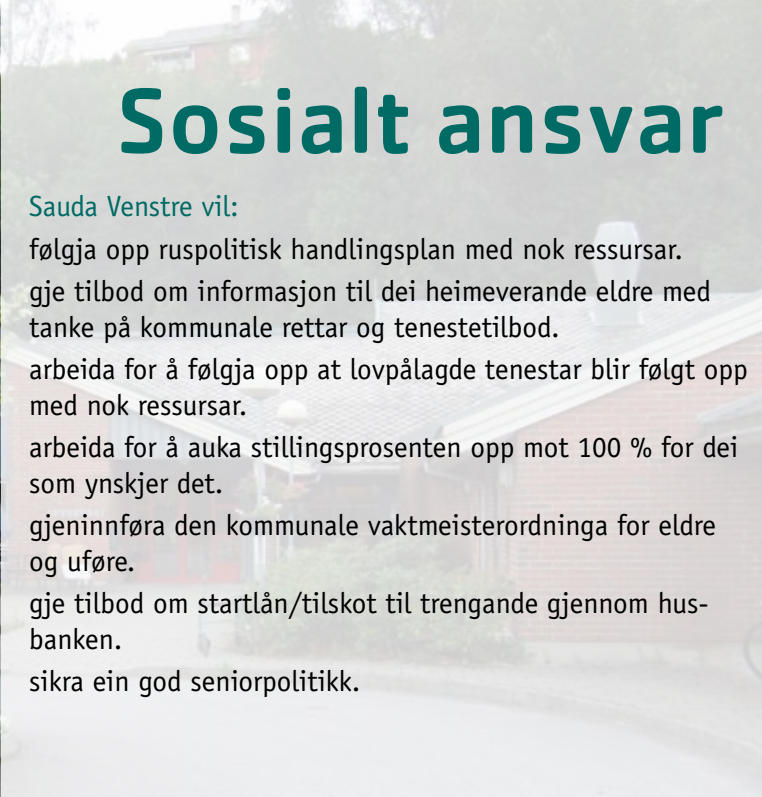 Sosialt ansvar
Sauda Venstre vil:
følgja opp ruspolitisk handlingsplan med nok ressursar.
gje tilbod om informasjon til dei heimeverande eldre med
tanke på kommunale rettar og tenestetilbod.
arbeida for å følgja opp at lovpålagde tenestar blir følgt opp
med nok ressursar.
arbeida for å auka stillingsprosenten opp mot 100 % for dei
som ynskjer det.
gjeninnføra den kommunale vaktmeisterordninga for eldre
og uføre.
gje tilbod om startlån/tilskot til trengande gjennom hus-
banken.
sikra ein god seniorpolitikk.